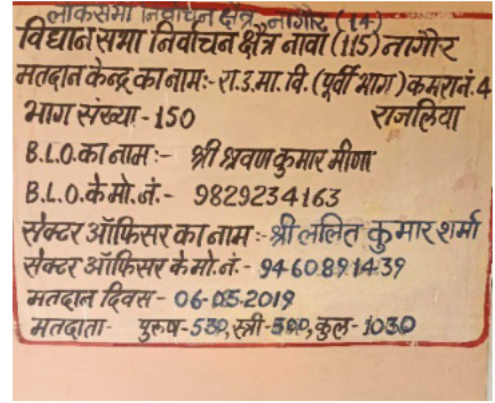 लोकसभा निर्वाचन क्षेत्र, नागौर (14)
विधान सभा निर्वाचन क्षेत्र नावां (115) नागौर
मतदान केन्द्र का नाम:- रा.उ.मा.वि. (पूर्वी भाग) कमरा नं. 4
भाग संख्या - 150 राजलिया
B.L.O. का नाम:- श्री श्रवण कुमार मीणा
B.L.O. के मो. नं. - 9829234163
सेक्टर ऑफिसर का नाम:- श्री ललित कुमार शर्मा
सेक्टर ऑफिसर के मो. नं. - 9460891439
मतदान दिवस - 06-05-2019
मतदाता - पुरुष - 530, स्त्री - 500, कुल - 1030